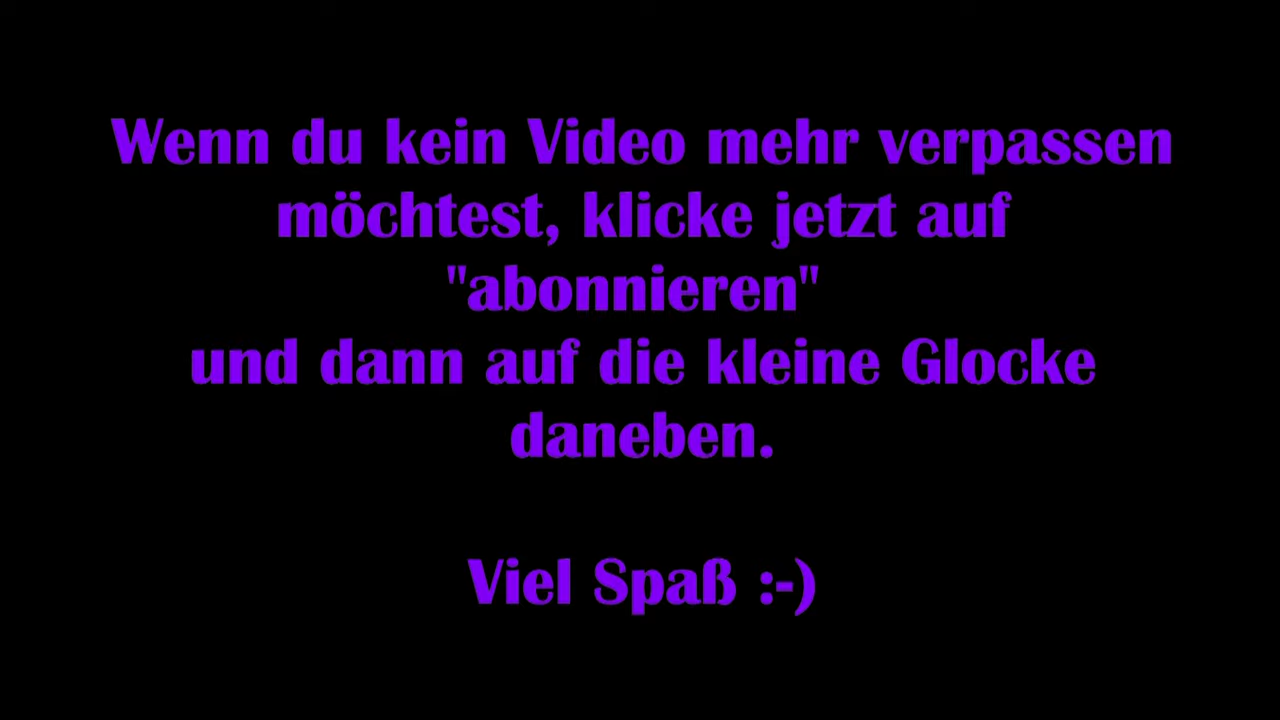 Wenn du kein Video mehr verpassen
möchtest, klicke jetzt auf
"abonnieren"
und dann auf die kleine Glocke
daneben.
Viel Spaß :-)